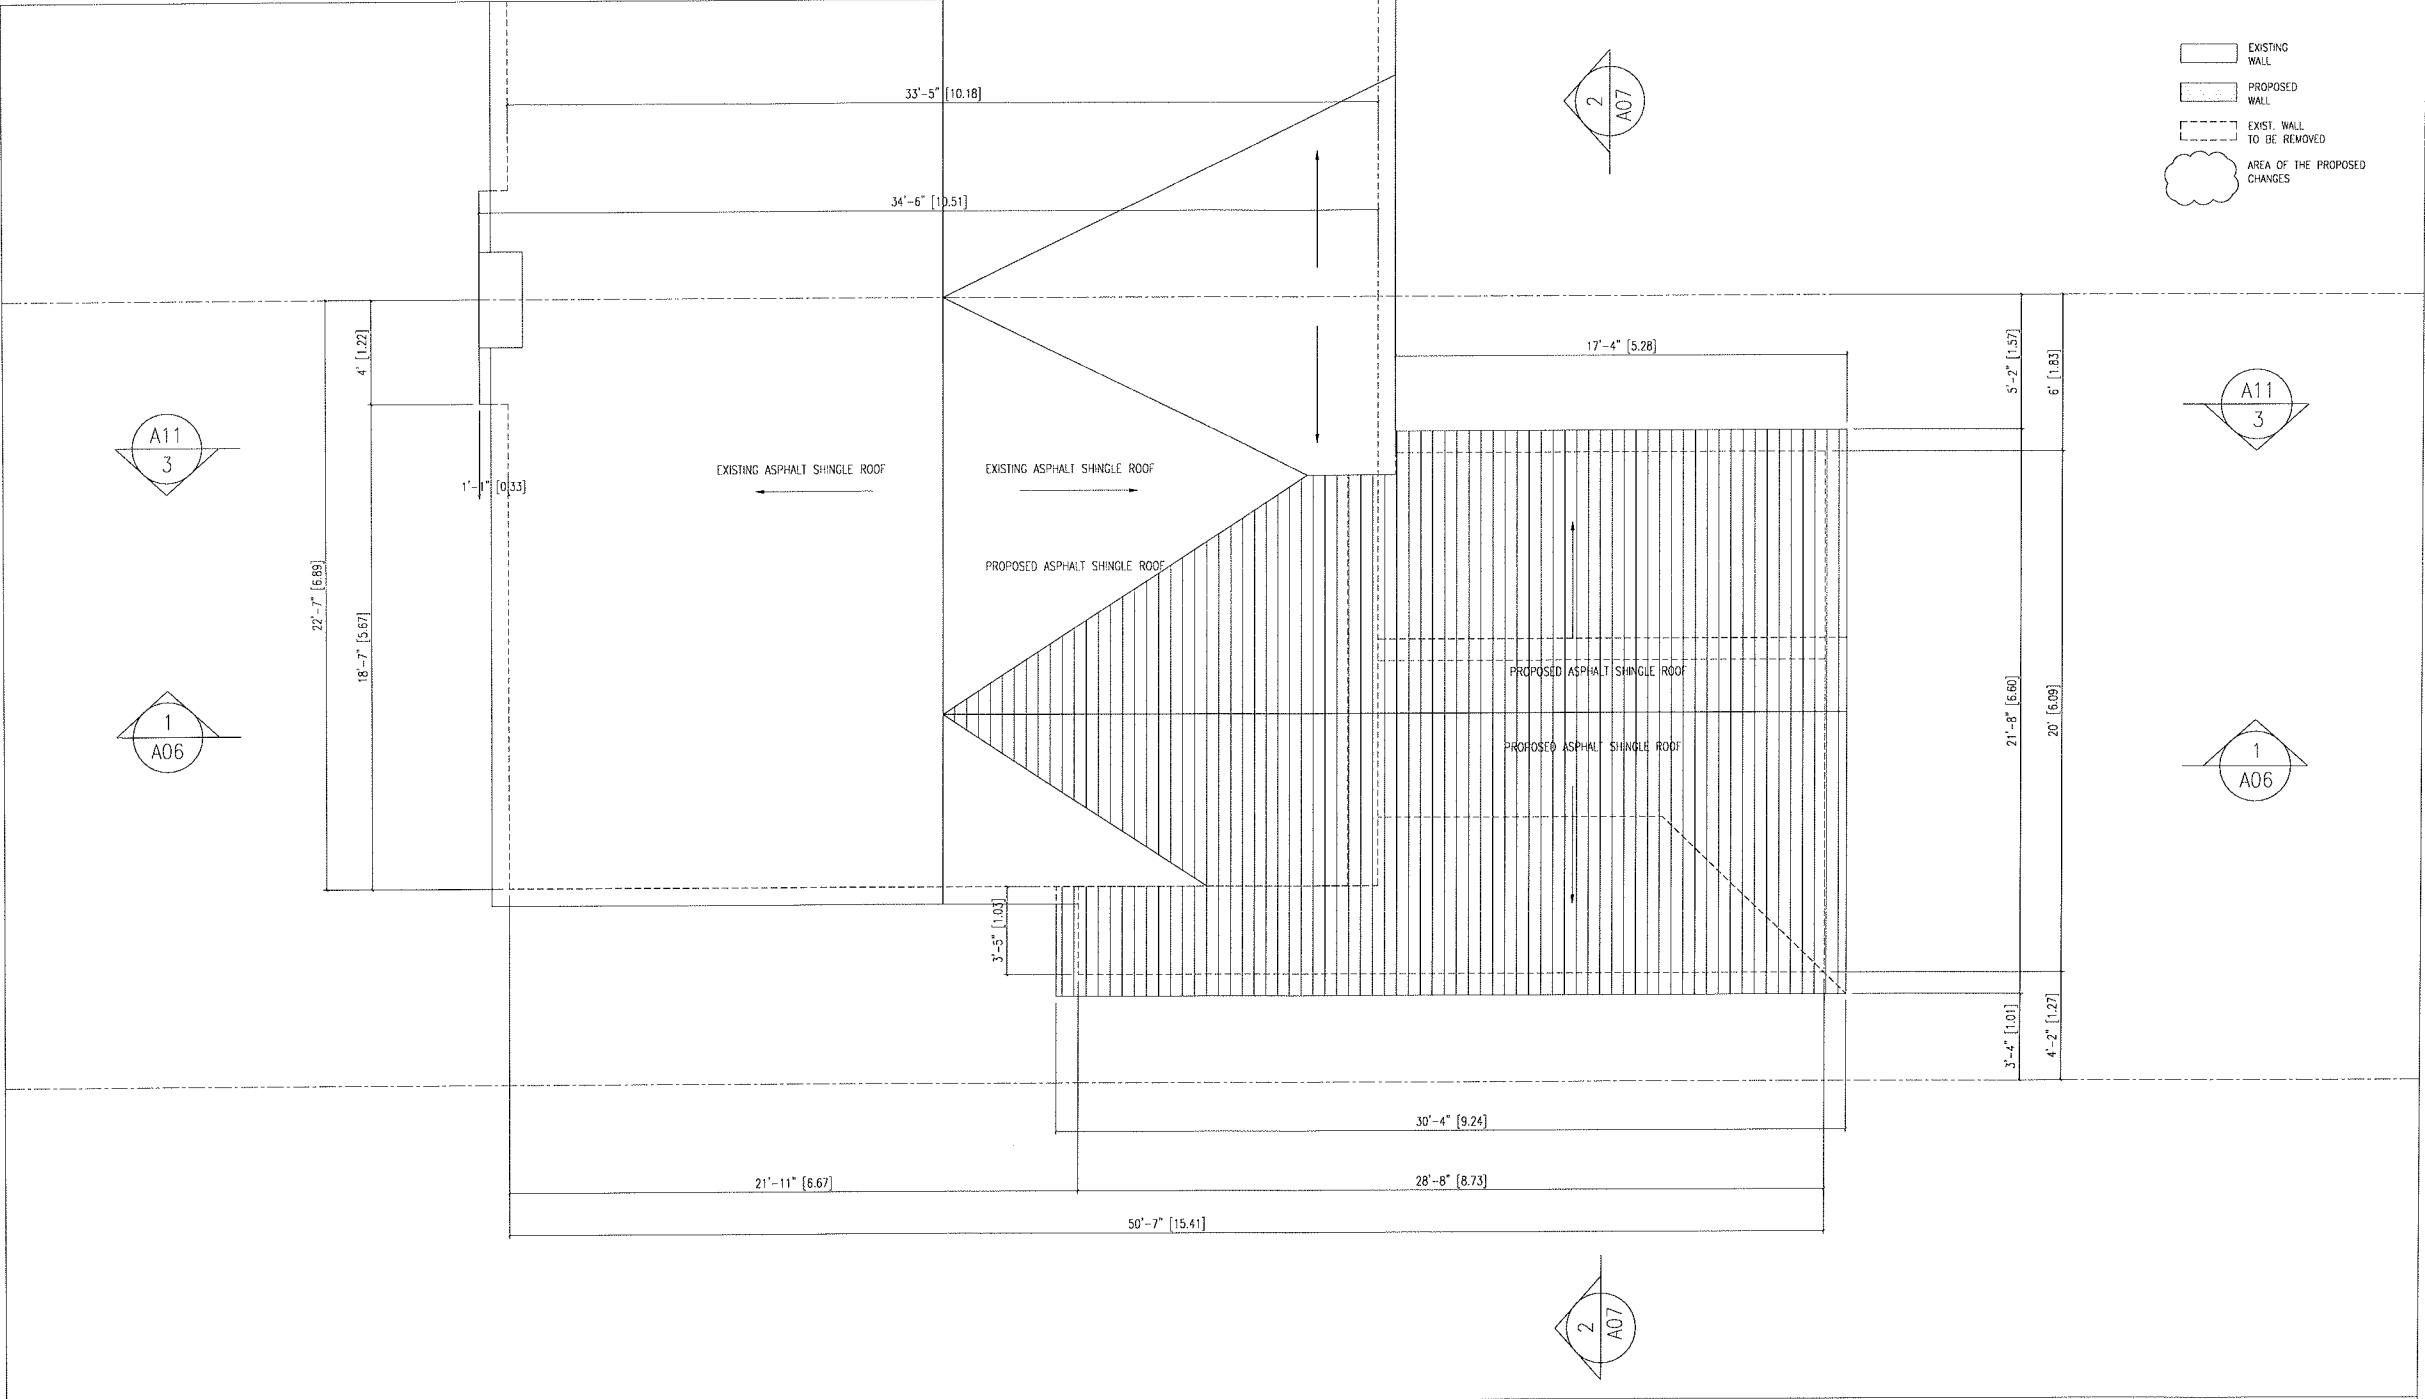 EXISTING
WALL
PROPOSED
WALL
EXIST. WALL
TO BE REMOVED
AREA OF THE PROPOSED
CHANGES
2
A07
33'-5" [10.18]
34'-6" [10.51]
17'-4" [5.28]
4' [1.22]
5'-2" [1.57]
6' [1.83]
A11
3
A11
3
EXISTING ASPHALT SHINGLE ROOF
EXISTING ASPHALT SHINGLE ROOF
1'-1" [0.33]
PROPOSED ASPHALT SHINGLE ROOF
22'-7" [6.89]
18'-7" [5.67]
PROPOSED ASPHALT SHINGLE ROOF
21'-8" [6.60]
20' [6.09]
1
A06
PROPOSED ASPHALT SHINGLE ROOF
1
A06
3'-5" [1.03]
3'-4" [1.01]
4'-2" [1.27]
30'-4" [9.24]
21'-11" [6.67]
28'-8" [8.73]
50'-7" [15.41]
2
A07